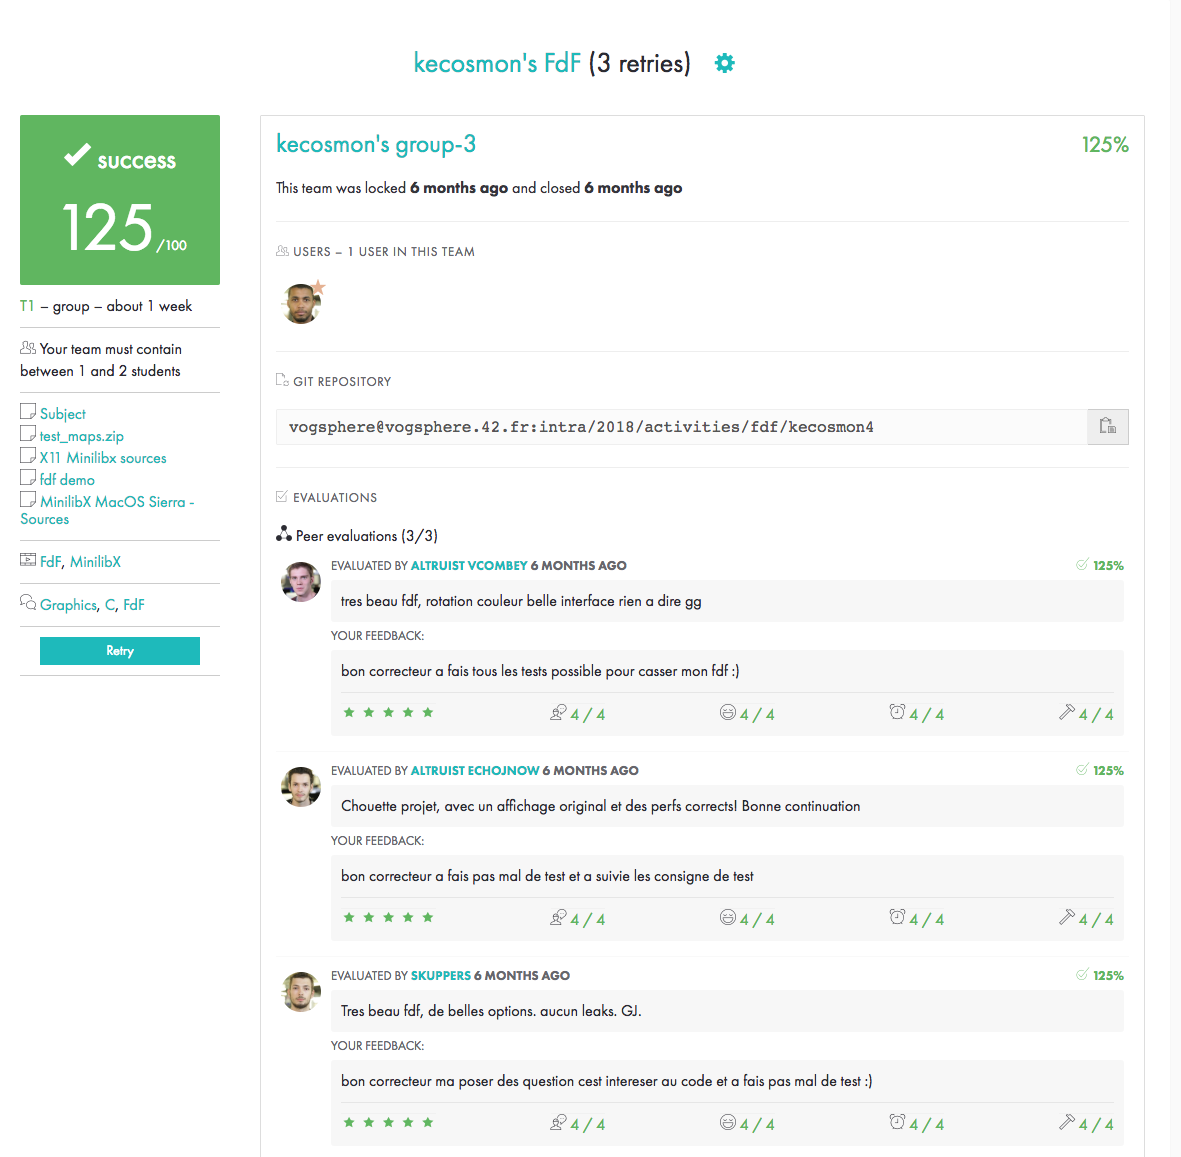 kecosmon's FdF (3 retries)
success
125 /100
T1 – group – about 1 week
Your team must contain
between 1 and 2 students
Subject
test_maps.zip
X11 Minilibx sources
fdf demo
MinilibX MacOS Sierra -
Sources
FdF, MinilibX
Graphics, C, FdF
Retry
kecosmon's group-3 125%
This team was locked 6 months ago and closed 6 months ago
USERS – 1 USER IN THIS TEAM
GIT REPOSITORY
vogsphere@vogsphere.42.fr:intra/2018/activities/fdf/kecosmon4
EVALUATIONS
Peer evaluations (3/3)
EVALUATED BY ALTRUIST VCOMBEY 6 MONTHS AGO 125%
tres beau fdf, rotation couleur belle interface rien a dire gg
YOUR FEEDBACK:
bon correcteur a fais tous les tests possible pour casser mon fdf :)
4 / 4 4 / 4 4 / 4 4 / 4
EVALUATED BY ALTRUIST ECHOJNOW 6 MONTHS AGO 125%
Chouette projet, avec un affichage original et des perfs corrects! Bonne continuation
YOUR FEEDBACK:
bon correcteur a fais pas mal de test et a suivie les consigne de test
4 / 4 4 / 4 4 / 4 4 / 4
EVALUATED BY SKUPPERS 6 MONTHS AGO 125%
Tres beau fdf, de belles options. aucun leaks. GJ.
YOUR FEEDBACK:
bon correcteur ma poser des question cest intereser au code et a fais pas mal de test :)
4 / 4 4 / 4 4 / 4 4 / 4